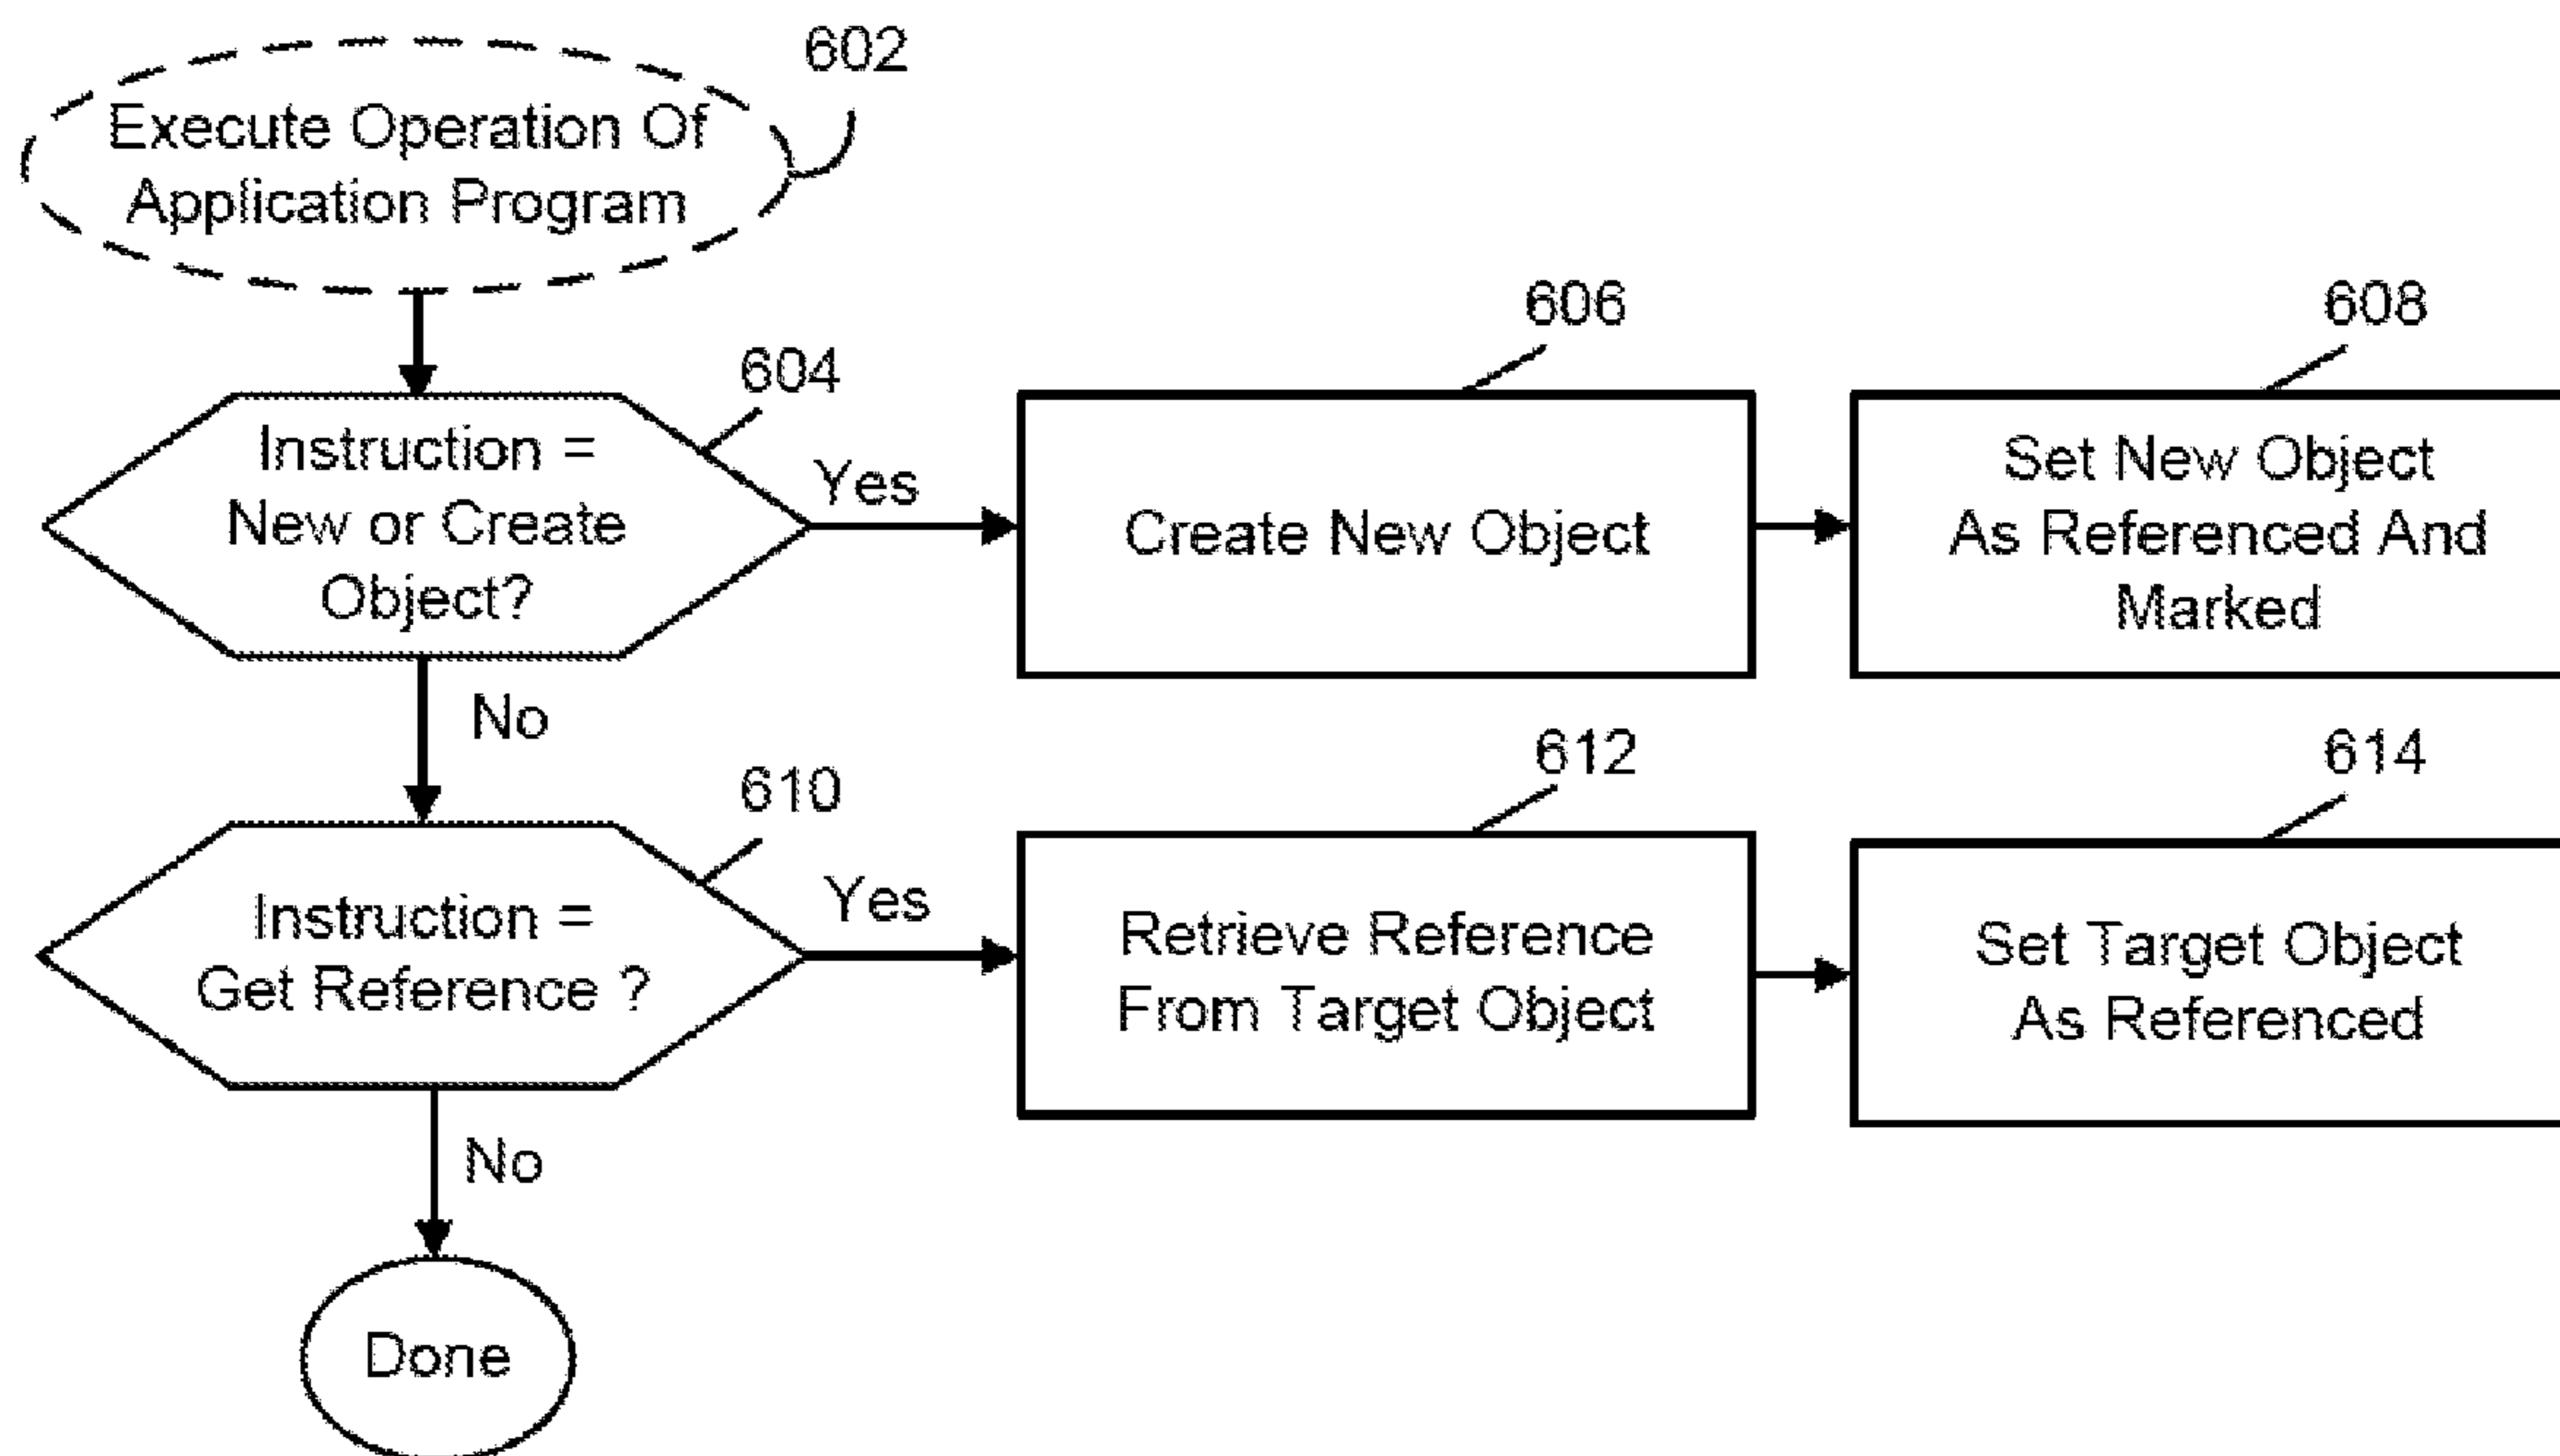 602
Execute Operation Of
Application Program
604
Instruction =
New or Create
Object?
Yes
606
Create New Object
608
Set New Object
As Referenced And
Marked
No
610
Instruction =
Get Reference ?
Yes
612
Retrieve Reference
From Target Object
614
Set Target Object
As Referenced
No
Done